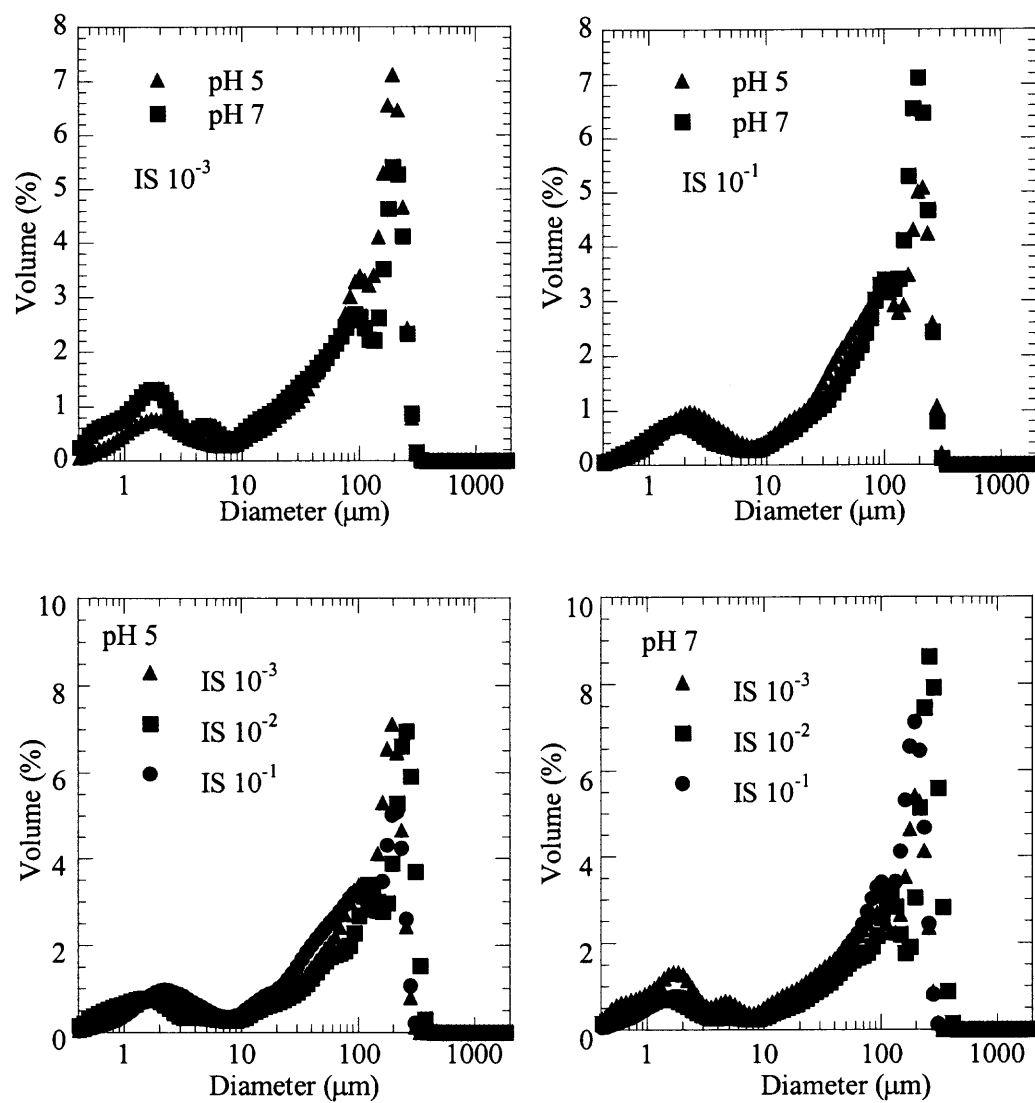 8
7
6
5
4
3
2
1
0
Volume (%)
pH 5
pH 7
IS 10⁻³
1 10 100 1000
Diameter (μm)
8
7
6
5
4
3
2
1
0
Volume (%)
pH 5
pH 7
IS 10⁻¹
1 10 100 1000
Diameter (μm)
10
8
6
4
2
0
Volume (%)
pH 5
IS 10⁻³
IS 10⁻²
IS 10⁻¹
1 10 100 1000
Diameter (μm)
10
8
6
4
2
0
Volume (%)
pH 7
IS 10⁻³
IS 10⁻²
IS 10⁻¹
1 10 100 1000
Diameter (μm)